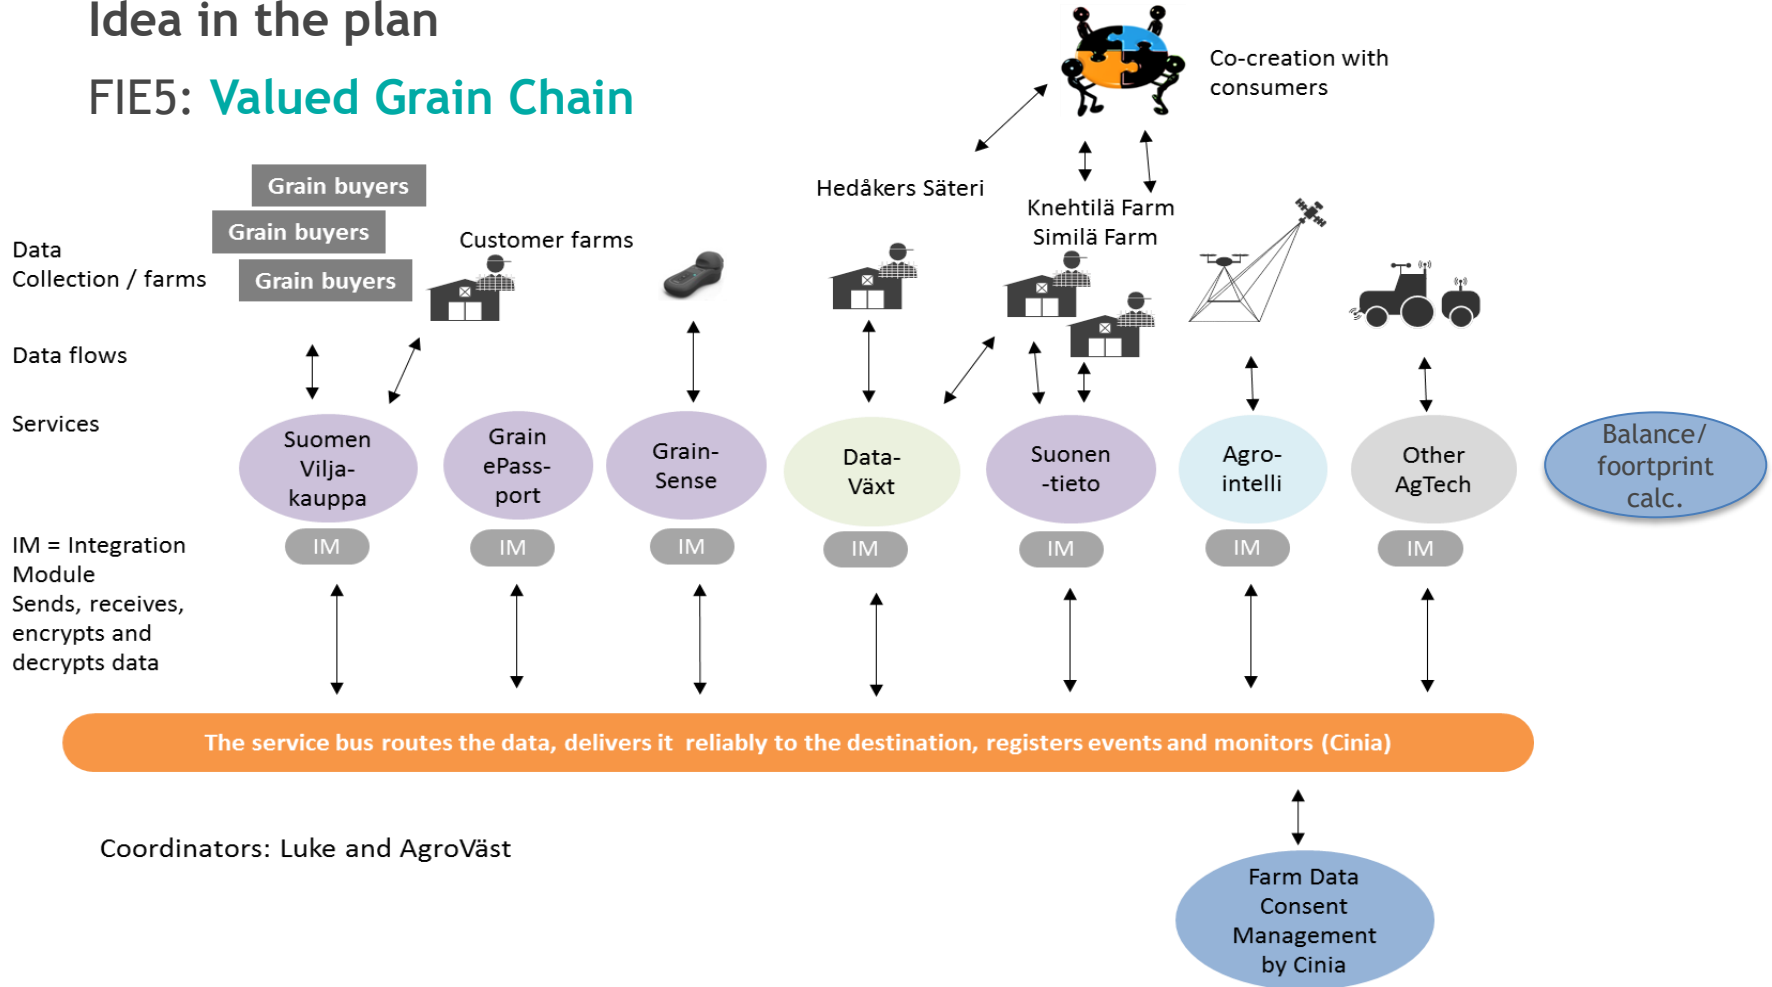 Idea in the plan
FIE5: Valued Grain Chain
Co-creation with
consumers
Grain buyers
Grain buyers
Grain buyers
Customer farms
Hedåkers Säteri
Knehtilä Farm
Similä Farm
Data
Collection / farms
Data flows
Services
Suomen
Vilja-
kauppa
Grain
ePass-
port
Grain-
Sense
Data-
Växt
Suonen
-tieto
Agro-
intelli
Other
AgTech
Balance/
foortprint
calc.
IM = Integration
Module
Sends, receives,
encrypts and
decrypts data
IM
IM
IM
IM
IM
IM
IM
The service bus routes the data, delivers it reliably to the destination, registers events and monitors (Cinia)
Coordinators: Luke and AgroVäst
Farm Data
Consent
Management
by Cinia